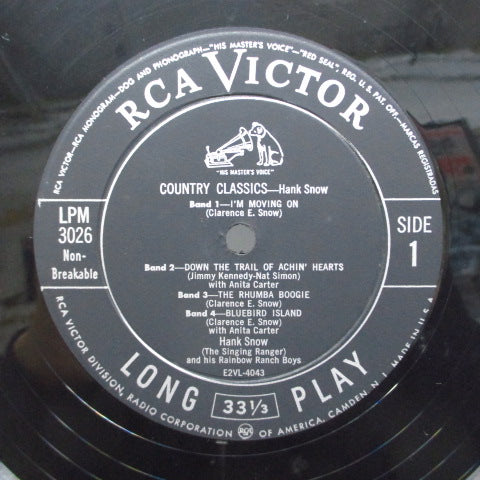 RCA VICTOR—RCA MONOGRAM—DOG AND PHONOGRAPH—"HIS MASTER'S VOICE"—"RED SEAL", REG. U.S. PAT. OFF.—MARCAS REGISTRADAS
RCA VICTOR
"HIS MASTER'S VOICE"
COUNTRY CLASSICS—Hank Snow
Band 1—I'M MOVING ON
(Clarence E. Snow)
LPM
3026
Non-
Breakable
SIDE
1
Band 2—DOWN THE TRAIL OF ACHIN' HEARTS
(Jimmy Kennedy-Nat Simon)
with Anita Carter
Band 3—THE RHUMBA BOOGIE
(Clarence E. Snow)
Band 4—BLUEBIRD ISLAND
(Clarence E. Snow)
with Anita Carter
Hank Snow
(The Singing Ranger)
and his Rainbow Ranch Boys
E2VL-4043
LONG 33 1/3 PLAY
RCA VICTOR DIVISION, RADIO CORPORATION RCA OF AMERICA, CAMDEN, N. J. MADE IN U.S.A.